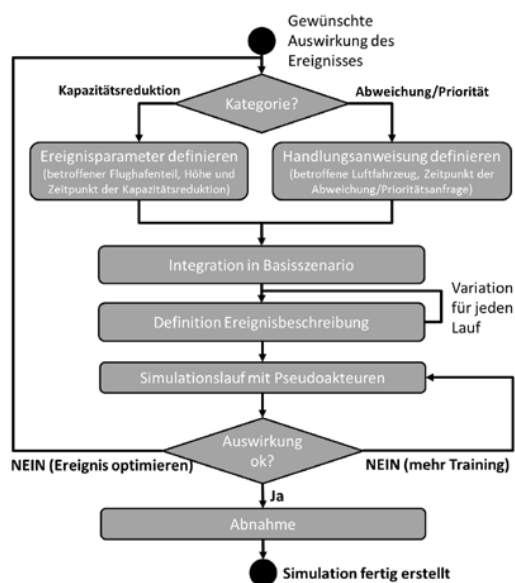 Gewünschte
Auswirkung des
Ereignisses
Kapazitätsreduktion
Abweichung/Priorität
Kategorie?
Ereignisparameter definieren
(betroffener Flughafenteil, Höhe und
Zeitpunkt der Kapazitätsreduktion)
Handlungsanweisung definieren
(betroffene Luftfahrzeug, Zeitpunkt der
Abweichung/Prioritätsanfrage)
Integration in Basisszenario
Variation
für jeden
Lauf
Definition Ereignisbeschreibung
Simulationslauf mit Pseudoakteuren
Auswirkung
ok?
NEIN (Ereignis optimieren)
NEIN (mehr Training)
Ja
Abnahme
Simulation fertig erstellt